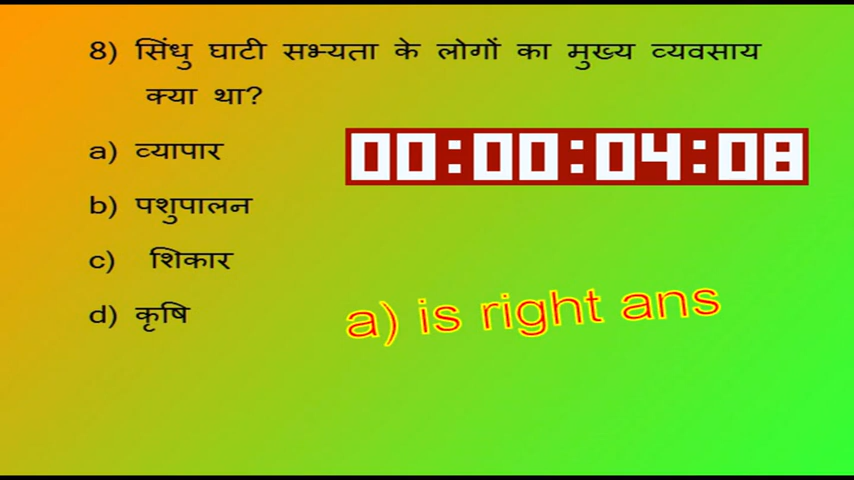 8) सिंधु घाटी सभ्यता के लोगों का मुख्य व्यवसाय
क्या था?
a) व्यापार
00:00:04:08
b) पशुपालन
c) शिकार
d) कृषि
a) is right ans